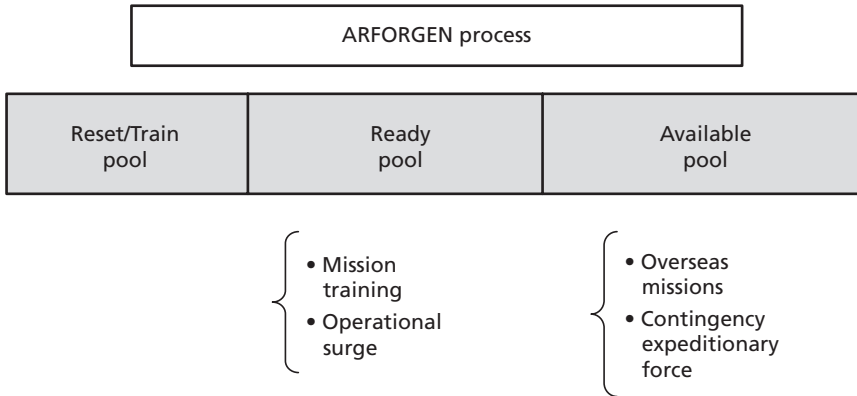 ARFORGEN process
Reset/Train
pool
Ready
pool
Available
pool
• Mission
training
• Operational
surge
• Overseas
missions
• Contingency
expeditionary
force